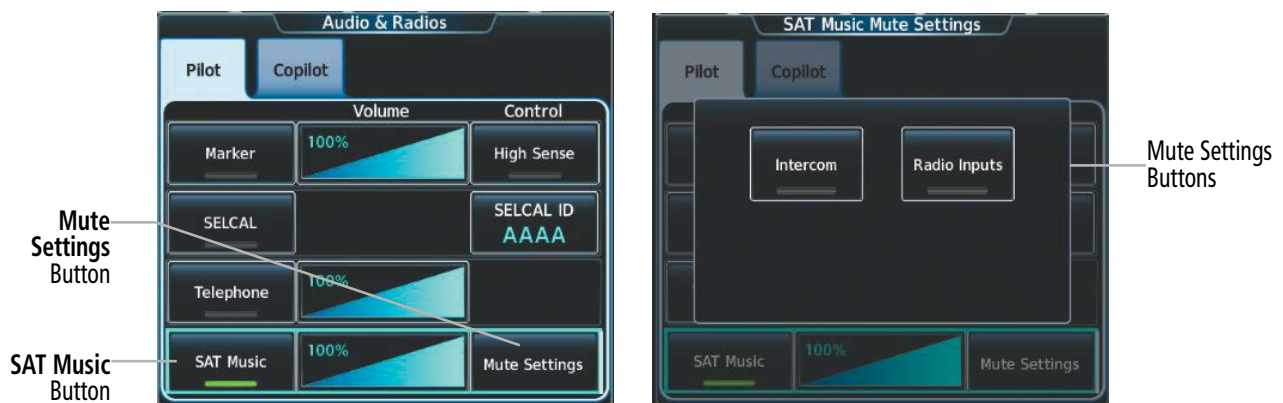 Audio & Radios
Pilot
Copilot
Volume
Control
Marker
100%
High Sense
SELCAL
SELCAL ID
AAAA
Telephone
100%
SAT Music
100%
Mute Settings
Mute
Settings
Button
SAT Music
Button
SAT Music Mute Settings
Pilot
Copilot
Intercom
Radio Inputs
SAT Music
100%
Mute Settings
Mute Settings
Buttons